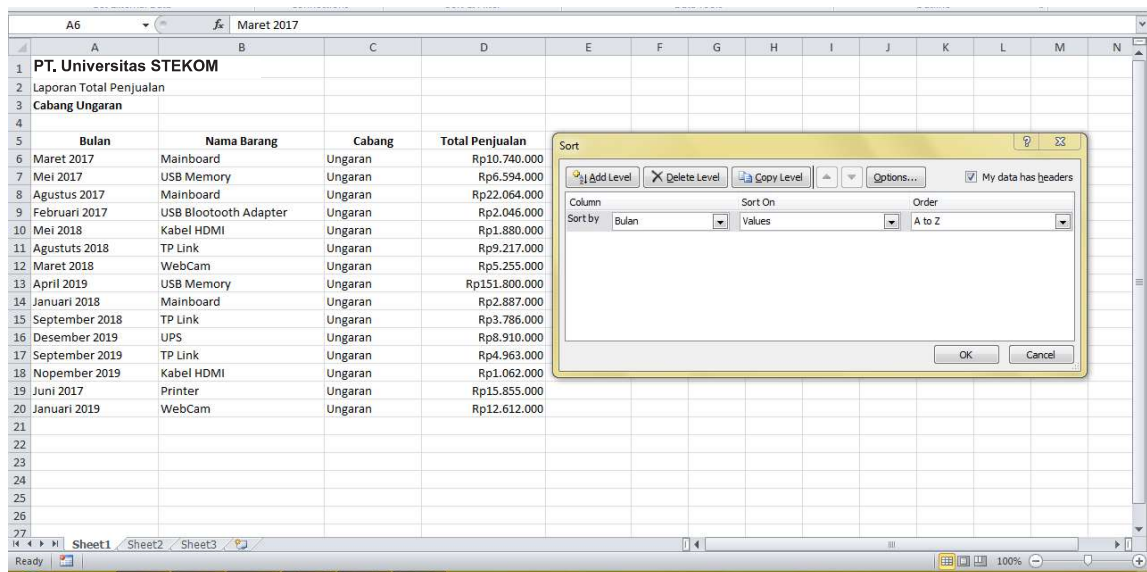 A6 fx Maret 2017
A B C D E F G H I J K L M N
1 PT. Universitas STEKOM
2 Laporan Total Penjualan
3 Cabang Ungaran
4
5 Bulan Nama Barang Cabang Total Penjualan
6 Maret 2017 Mainboard Ungaran Rp10.740.000
7 Mei 2017 USB Memory Ungaran Rp6.594.000
8 Agustus 2017 Mainboard Ungaran Rp22.064.000
9 Februari 2017 USB Blootooth Adapter Ungaran Rp2.046.000
10 Mei 2018 Kabel HDMI Ungaran Rp1.880.000
11 Agustuts 2018 TP Link Ungaran Rp9.217.000
12 Maret 2018 WebCam Ungaran Rp5.255.000
13 April 2019 USB Memory Ungaran Rp151.800.000
14 Januari 2018 Mainboard Ungaran Rp2.887.000
15 September 2018 TP Link Ungaran Rp3.786.000
16 Desember 2019 UPS Ungaran Rp8.910.000
17 September 2019 TP Link Ungaran Rp4.963.000
18 Nopember 2019 Kabel HDMI Ungaran Rp1.062.000
19 Juni 2017 Printer Ungaran Rp15.855.000
20 Januari 2019 WebCam Ungaran Rp12.612.000
21
22
23
24
25
26
27
Sort
Add Level Delete Level Copy Level Options... My data has headers
Column Sort On Order
Sort by Bulan Values A to Z
OK Cancel
Sheet1 Sheet2 Sheet3
Ready 100%